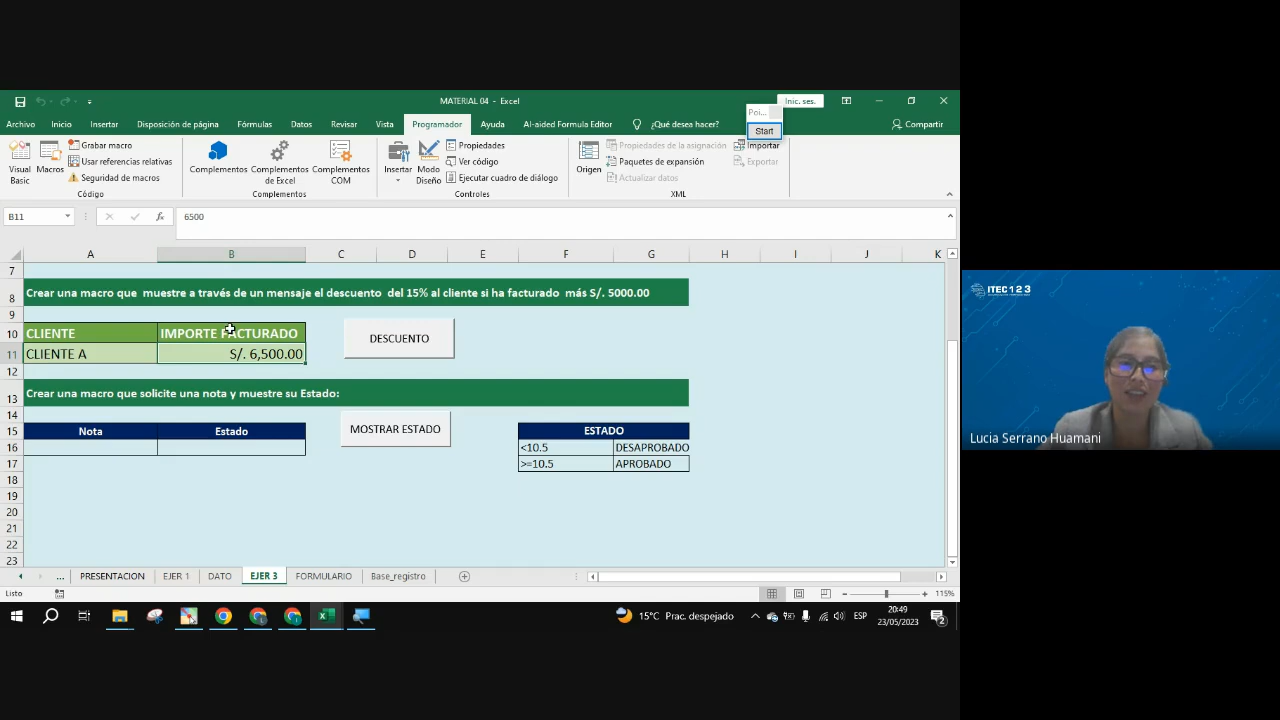 MATERIAL 04 - Excel
Inic. ses.
Poi...
Start
Archivo Inicio Insertar Disposición de página Fórmulas Datos Revisar Vista Programador Ayuda AI-aided Formula Editor ¿Qué desea hacer? Compartir
Visual Basic
Macros
Grabar macro
Usar referencias relativas
Seguridad de macros
Código
Complementos
Complementos de Excel
Complementos COM
Complementos
Insertar
Modo Diseño
Propiedades
Ver código
Ejecutar cuadro de diálogo
Controles
Origen
Propiedades de la asignación
Paquetes de expansión
Actualizar datos
Importar
Exportar
XML
B11 fx 6500
A B C D E F G H I J K
7
8 Crear una macro que muestre a través de un mensaje el descuento del 15% al cliente si ha facturado más S/. 5000.00
9
10 CLIENTE IMPORTE FACTURADO
DESCUENTO
11 CLIENTE A S/. 6,500.00
12
13 Crear una macro que solicite una nota y muestre su Estado:
14
MOSTRAR ESTADO
15 Nota Estado ESTADO
16 <10.5 DESAPROBADO
17 >=10.5 APROBADO
18
19
20
21
22
23
... PRESENTACION EJER 1 DATO EJER 3 FORMULARIO Base_registro
Listo
115%
15°C Prac. despejado
ESP
20:49
23/05/2023
2
ITEC 1 2 3
Lucia Serrano Huamani